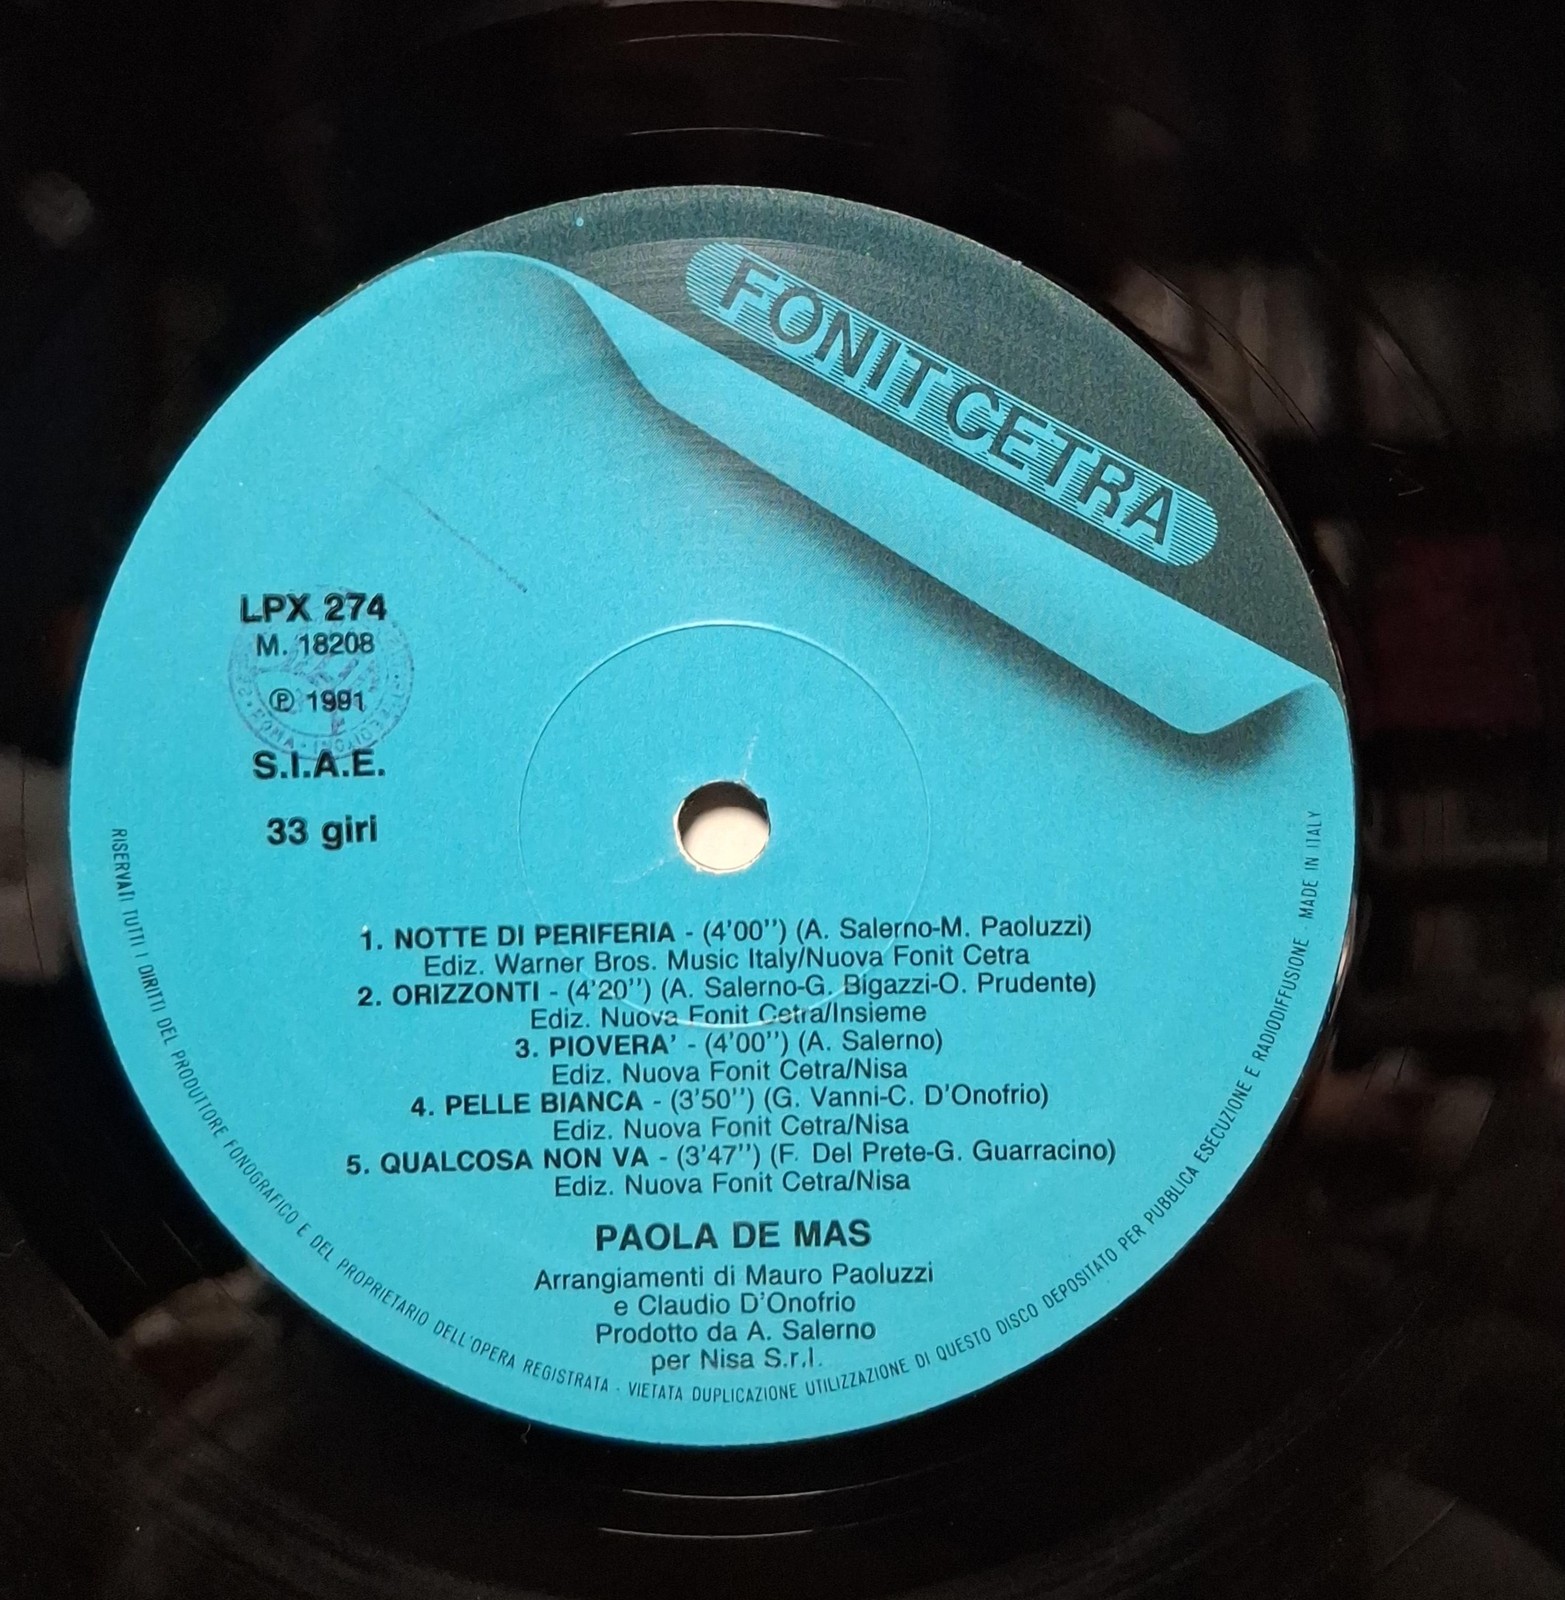 FONIT CETRA
LPX 274
M. 18208
℗ 1991
S.I.A.E.
33 giri
1. NOTTE DI PERIFERIA - (4'00'') (A. Salerno-M. Paoluzzi)
Ediz. Warner Bros. Music Italy/Nuova Fonit Cetra
2. ORIZZONTI - (4'20'') (A. Salerno-G. Bigazzi-O. Prudente)
Ediz. Nuova Fonit Cetra/Insieme
3. PIOVERA' - (4'00'') (A. Salerno)
Ediz. Nuova Fonit Cetra/Nisa
4. PELLE BIANCA - (3'50'') (G. Vanni-C. D'Onofrio)
Ediz. Nuova Fonit Cetra/Nisa
5. QUALCOSA NON VA - (3'47'') (F. Del Prete-G. Guarracino)
Ediz. Nuova Fonit Cetra/Nisa
PAOLA DE MAS
Arrangiamenti di Mauro Paoluzzi
e Claudio D'Onofrio
Prodotto da A. Salerno
per Nisa S.r.l.
RISERVATI TUTTI I DIRITTI DEL PRODUTTORE FONOGRAFICO E DEL PROPRIETARIO DELL'OPERA REGISTRATA - VIETATA DUPLICAZIONE UTILIZZAZIONE DI QUESTO DISCO DEPOSITATO PER PUBBLICA ESECUZIONE E RADIODIFFUSIONE - MADE IN ITALY
ROMA